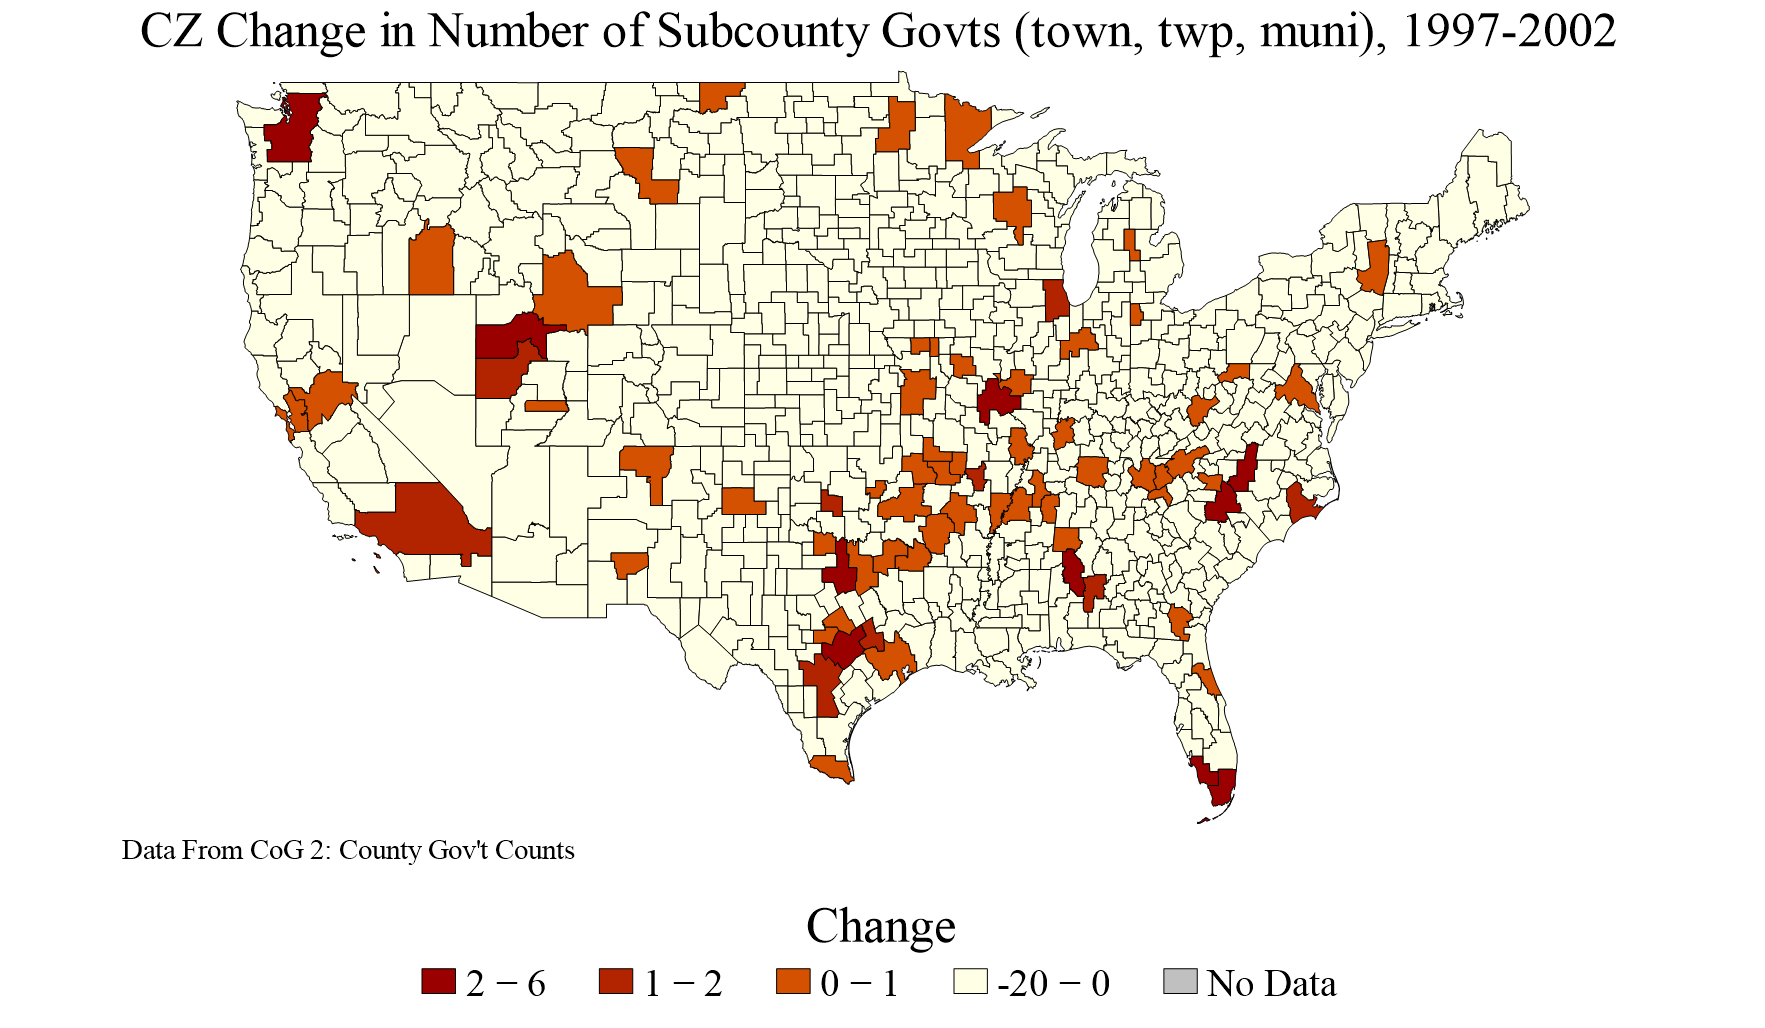 CZ Change in Number of Subcounty Govts (town, twp, muni), 1997-2002
Data From CoG 2: County Gov't Counts
Change
2 − 6 1 − 2 0 − 1 -20 − 0 No Data